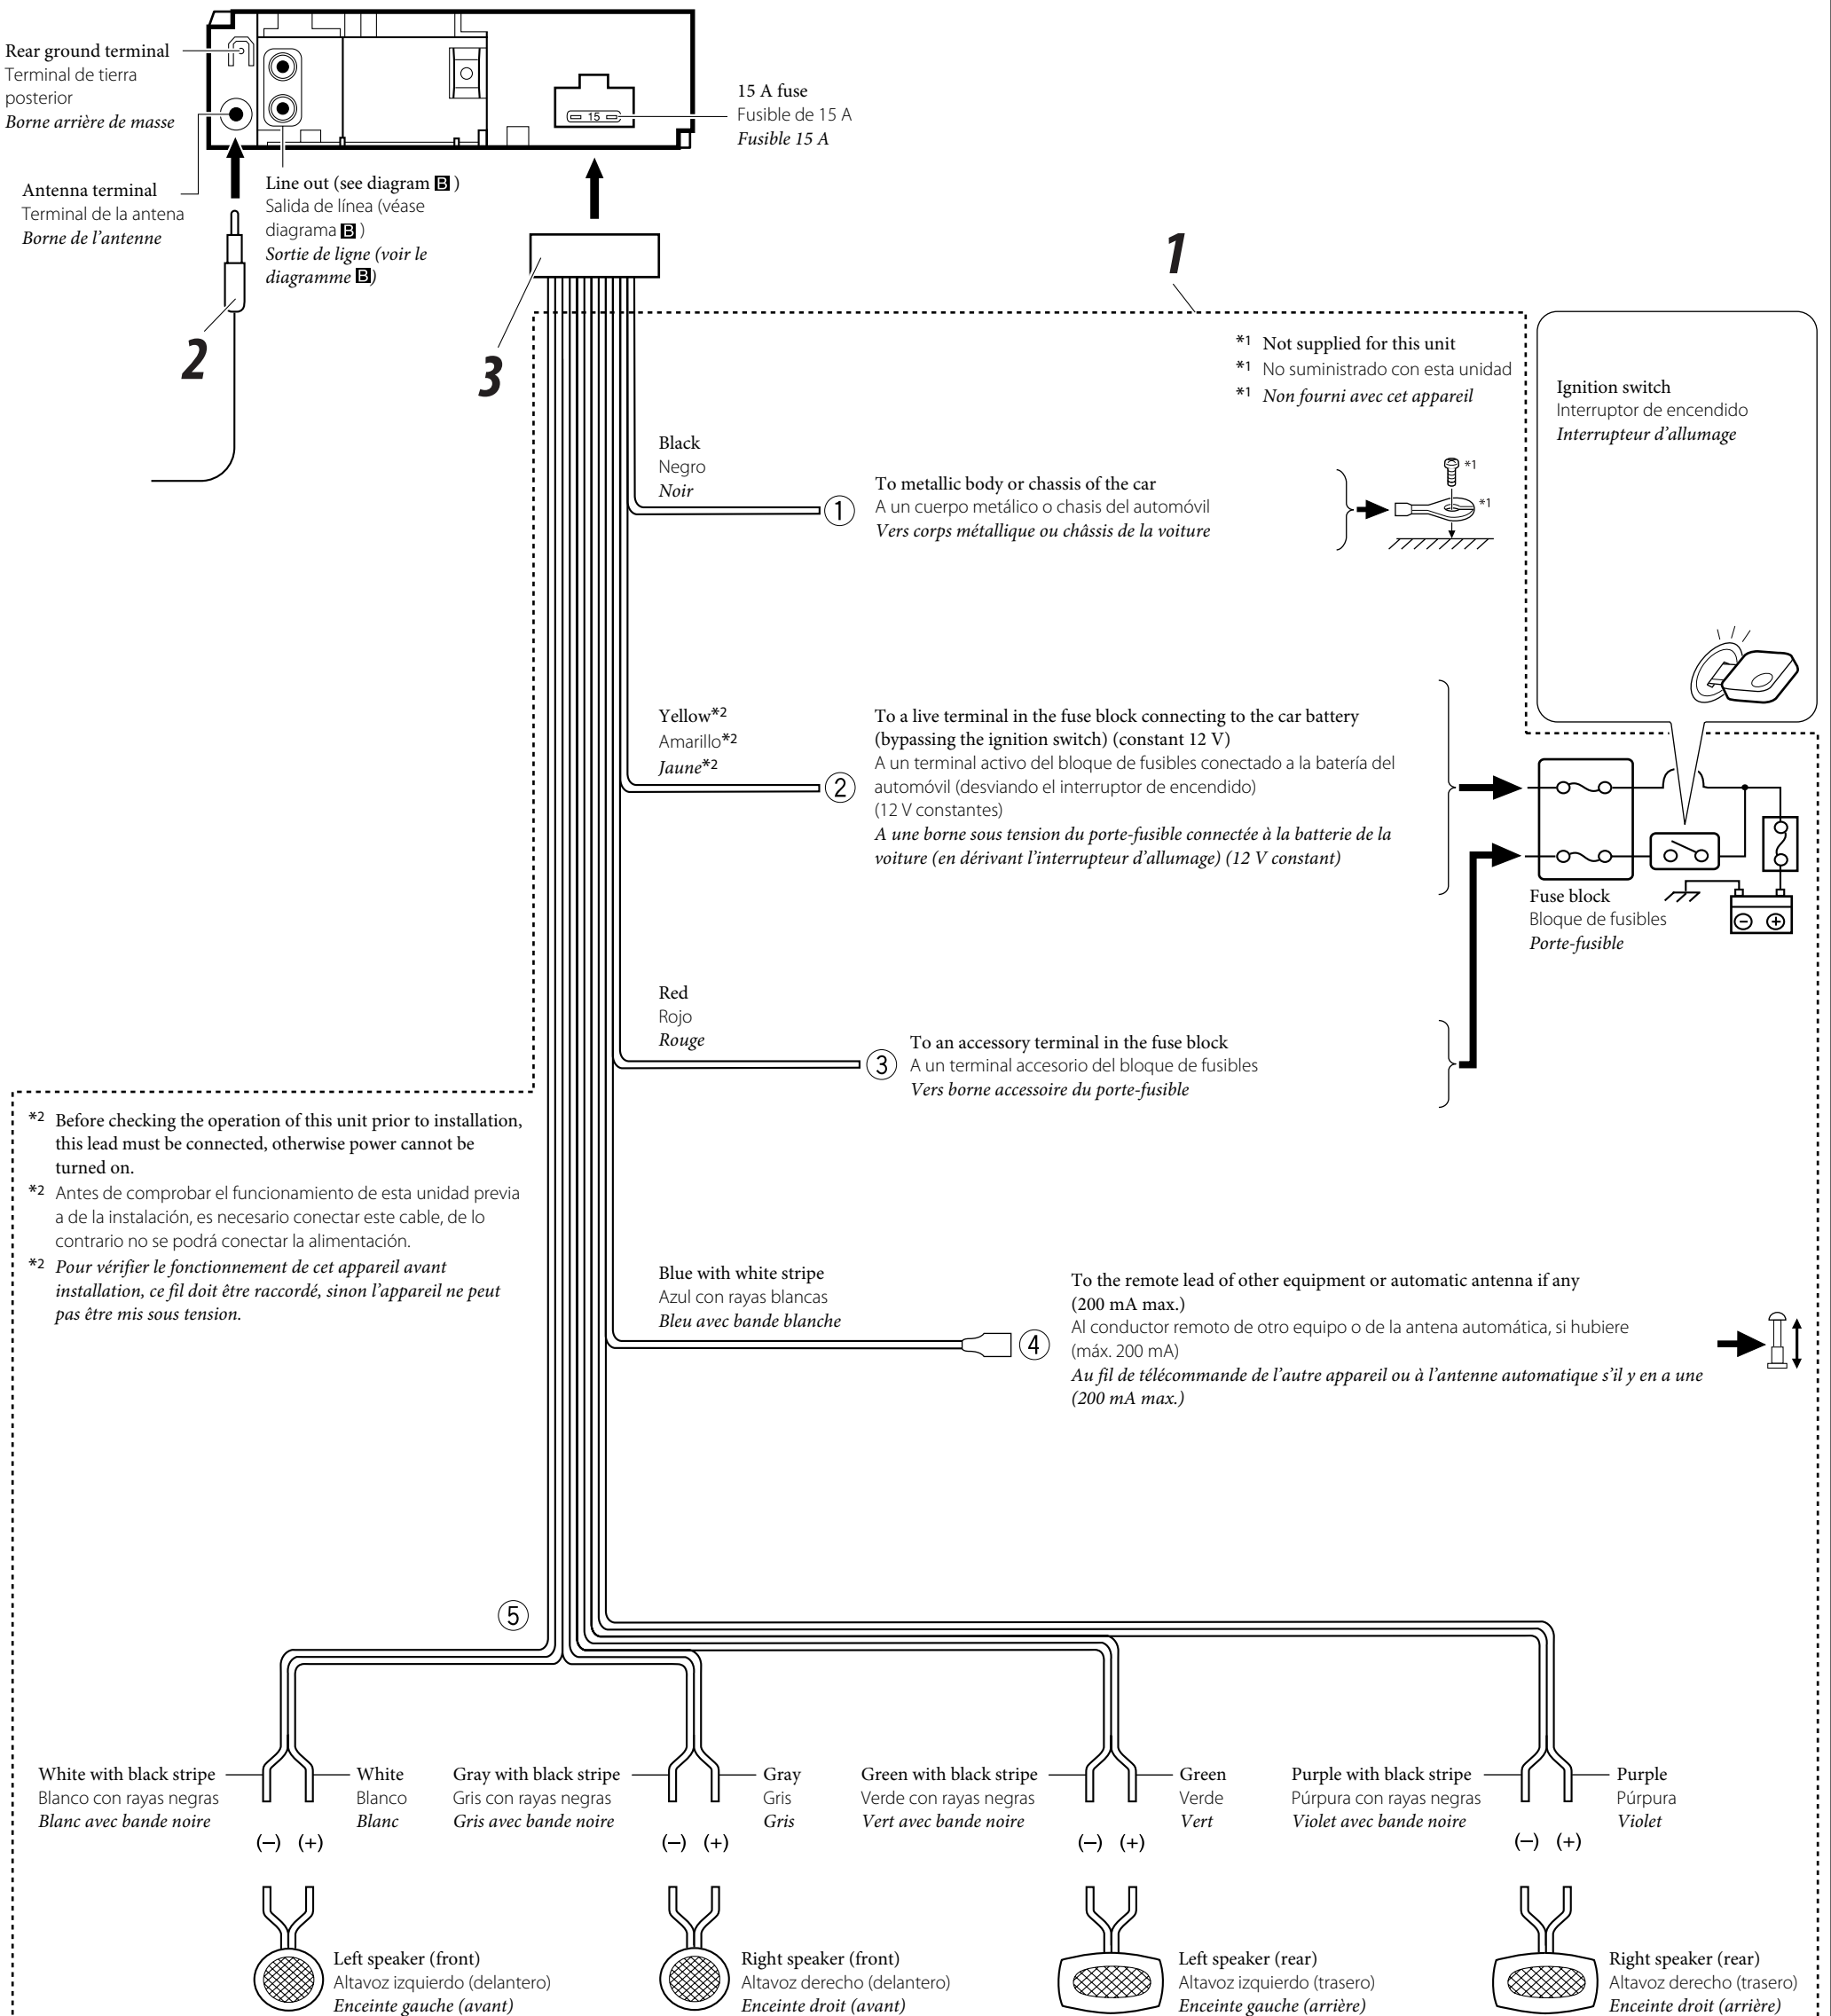 Rear ground terminal
Terminal de tierra
posterior
Borne arrière de masse
15
15 A fuse
Fusible de 15 A
Fusible 15 A
Antenna terminal
Terminal de la antena
Borne de l'antenne
Line out (see diagram B )
Salida de línea (véase
diagrama B )
Sortie de ligne (voir le
diagramme B)
1
2
3
*1 Not supplied for this unit
*1 No suministrado con esta unidad
*1 Non fourni avec cet appareil
Ignition switch
Interruptor de encendido
Interrupteur d'allumage
Black
Negro
Noir
1
To metallic body or chassis of the car
A un cuerpo metálico o chasis del automóvil
Vers corps métallique ou châssis de la voiture
*1
*1
Yellow*2
Amarillo*2
Jaune*2
2
To a live terminal in the fuse block connecting to the car battery
(bypassing the ignition switch) (constant 12 V)
A un terminal activo del bloque de fusibles conectado a la batería del
automóvil (desviando el interruptor de encendido)
(12 V constantes)
A une borne sous tension du porte-fusible connectée à la batterie de la
voiture (en dérivant l'interrupteur d'allumage) (12 V constant)
Fuse block
Bloque de fusibles
Porte-fusible
Red
Rojo
Rouge
3
To an accessory terminal in the fuse block
A un terminal accesorio del bloque de fusibles
Vers borne accessoire du porte-fusible
*2 Before checking the operation of this unit prior to installation,
this lead must be connected, otherwise power cannot be
turned on.
*2 Antes de comprobar el funcionamiento de esta unidad previa
a de la instalación, es necesario conectar este cable, de lo
contrario no se podrá conectar la alimentación.
*2 Pour vérifier le fonctionnement de cet appareil avant
installation, ce fil doit être raccordé, sinon l'appareil ne peut
pas être mis sous tension.
Blue with white stripe
Azul con rayas blancas
Bleu avec bande blanche
4
To the remote lead of other equipment or automatic antenna if any
(200 mA max.)
Al conductor remoto de otro equipo o de la antena automática, si hubiere
(máx. 200 mA)
Au fil de télécommande de l'autre appareil ou à l'antenne automatique s'il y en a une
(200 mA max.)
5
White with black stripe
Blanco con rayas negras
Blanc avec bande noire
White
Blanco
Blanc
Gray with black stripe
Gris con rayas negras
Gris avec bande noire
Gray
Gris
Gris
Green with black stripe
Verde con rayas negras
Vert avec bande noire
Green
Verde
Vert
Purple with black stripe
Púrpura con rayas negras
Violet avec bande noire
Purple
Púrpura
Violet
(–) (+)
(–) (+)
(–) (+)
(–) (+)
Left speaker (front)
Altavoz izquierdo (delantero)
Enceinte gauche (avant)
Right speaker (front)
Altavoz derecho (delantero)
Enceinte droit (avant)
Left speaker (rear)
Altavoz izquierdo (trasero)
Enceinte gauche (arrière)
Right speaker (rear)
Altavoz derecho (trasero)
Enceinte droit (arrière)